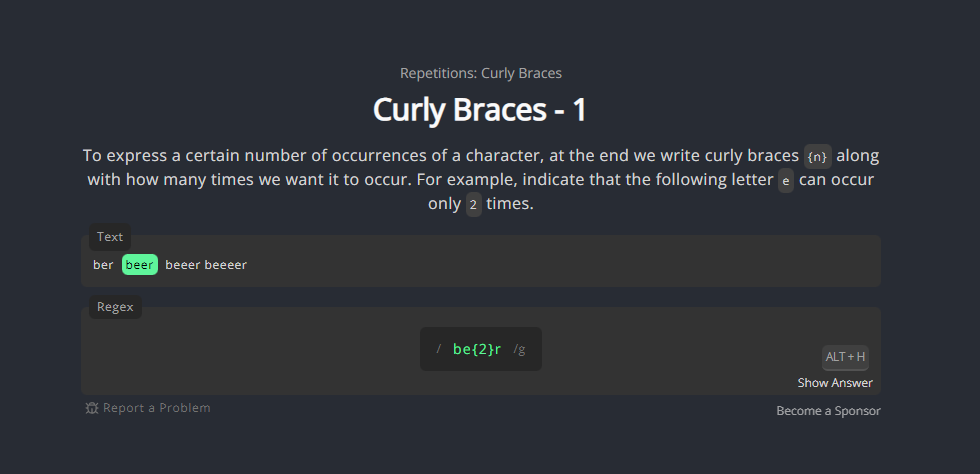 Repetitions: Curly Braces
Curly Braces - 1
To express a certain number of occurrences of a character, at the end we write curly braces {n} along
with how many times we want it to occur. For example, indicate that the following letter e can occur
only 2 times.
Text
ber beer beeer beeeer
Regex
/ be{2}r /g
ALT + H
Show Answer
Report a Problem
Become a Sponsor